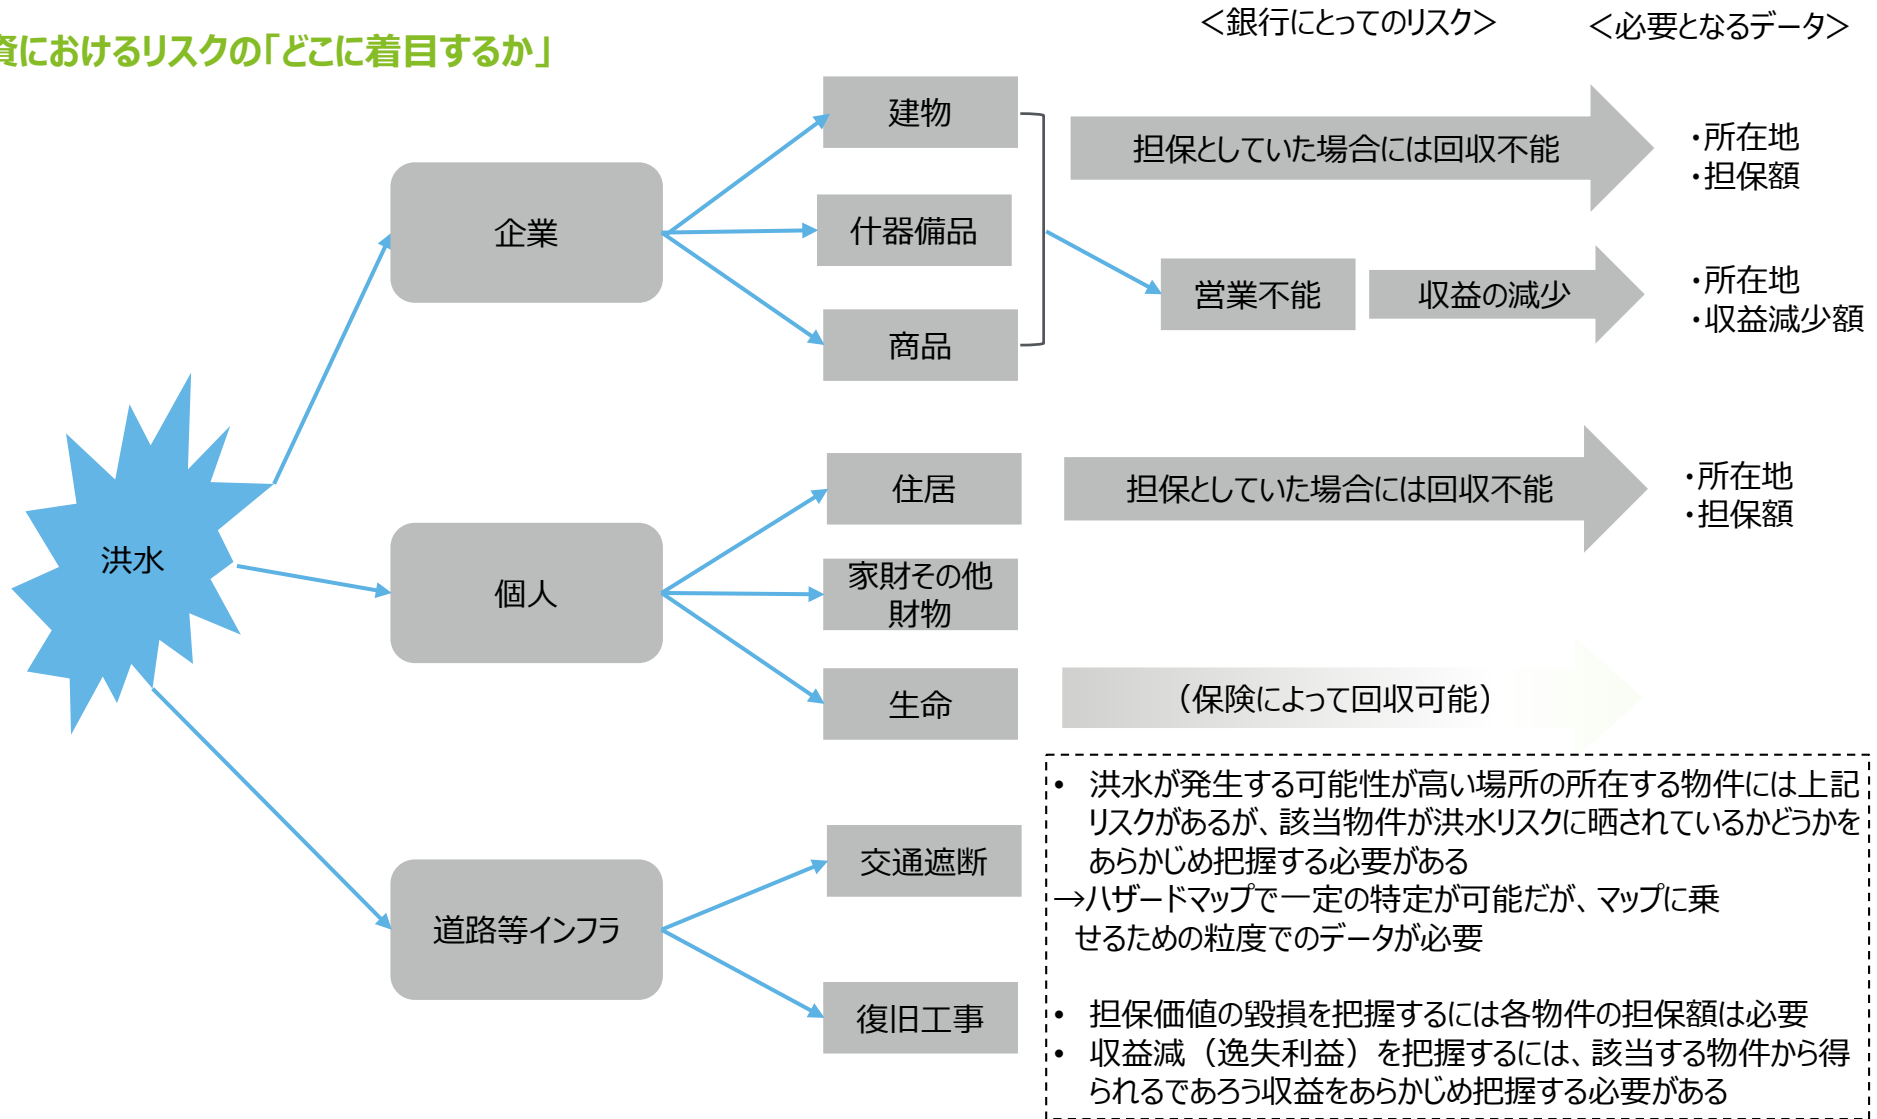 資におけるリスクの「どこに着目するか」
＜銀行にとってのリスク＞
＜必要となるデータ＞
建物
担保としていた場合には回収不能
・所在地
・担保額
企業
什器備品
営業不能
収益の減少
・所在地
・収益減少額
商品
洪水
住居
担保としていた場合には回収不能
・所在地
・担保額
個人
家財その他
財物
生命
（保険によって回収可能）
道路等インフラ
交通遮断
復旧工事
• 洪水が発生する可能性が高い場所の所在する物件には上記
リスクがあるが、該当物件が洪水リスクに晒されているかどうかを
あらかじめ把握する必要がある
→ハザードマップで一定の特定が可能だが、マップに乗
せるための粒度でのデータが必要
• 担保価値の毀損を把握するには各物件の担保額は必要
• 収益減（逸失利益）を把握するには、該当する物件から得
られるであろう収益をあらかじめ把握する必要がある